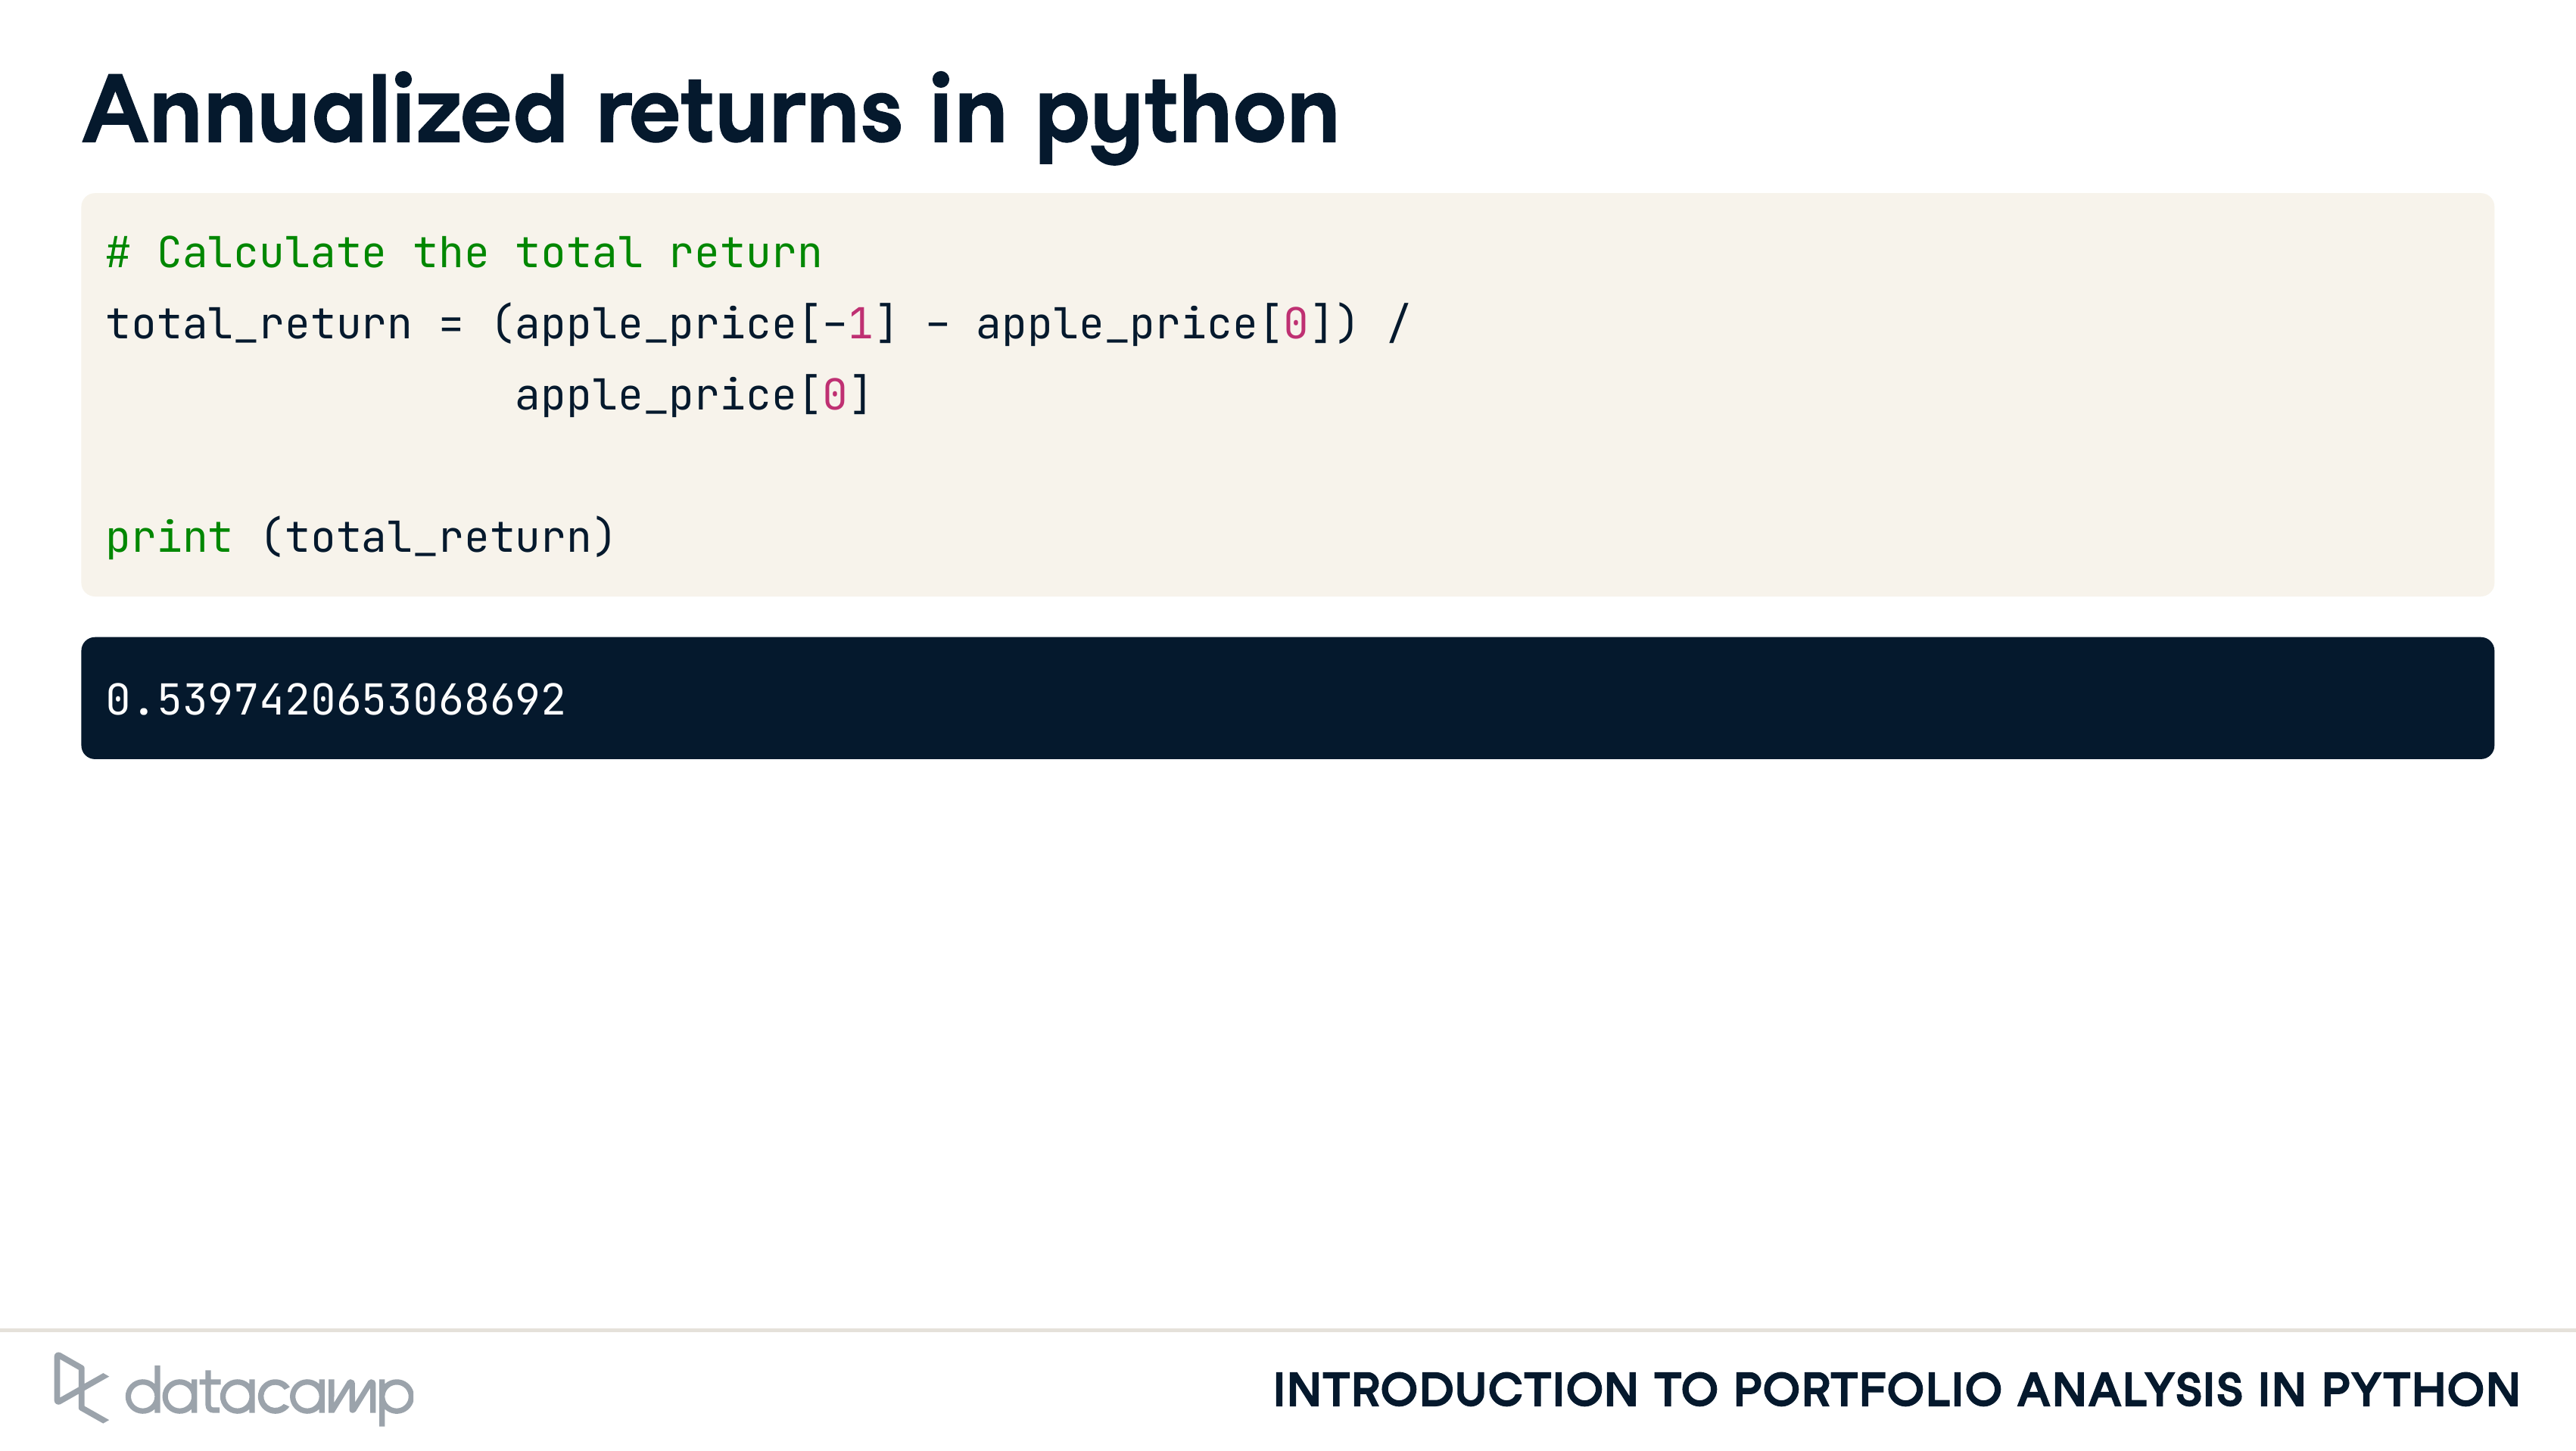 Annualized returns in python
# Calculate the total return
total_return = (apple_price[-1] - apple_price[0]) /
apple_price[0]
print (total_return)
0.5397420653068692
datacamp
INTRODUCTION TO PORTFOLIO ANALYSIS IN PYTHON